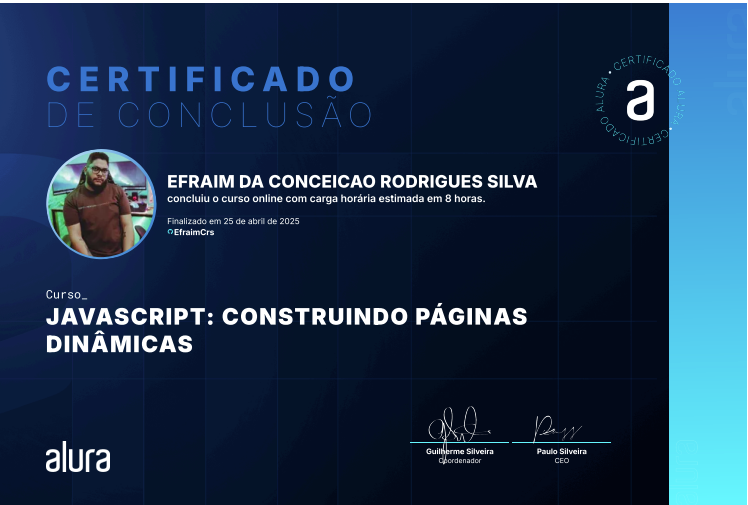 CERTIFICADO
DE CONCLUSÃO
ALURA • CERTIFICADO ALURA • CERTIFICADO
a
EFRAIM DA CONCEICAO RODRIGUES SILVA
concluiu o curso online com carga horária estimada em 8 horas.
Finalizado em 25 de abril de 2025
EfraimCrs
Curso_
JAVASCRIPT: CONSTRUINDO PÁGINAS
DINÂMICAS
alura
Guilherme Silveira
Coordenador
Paulo Silveira
CEO